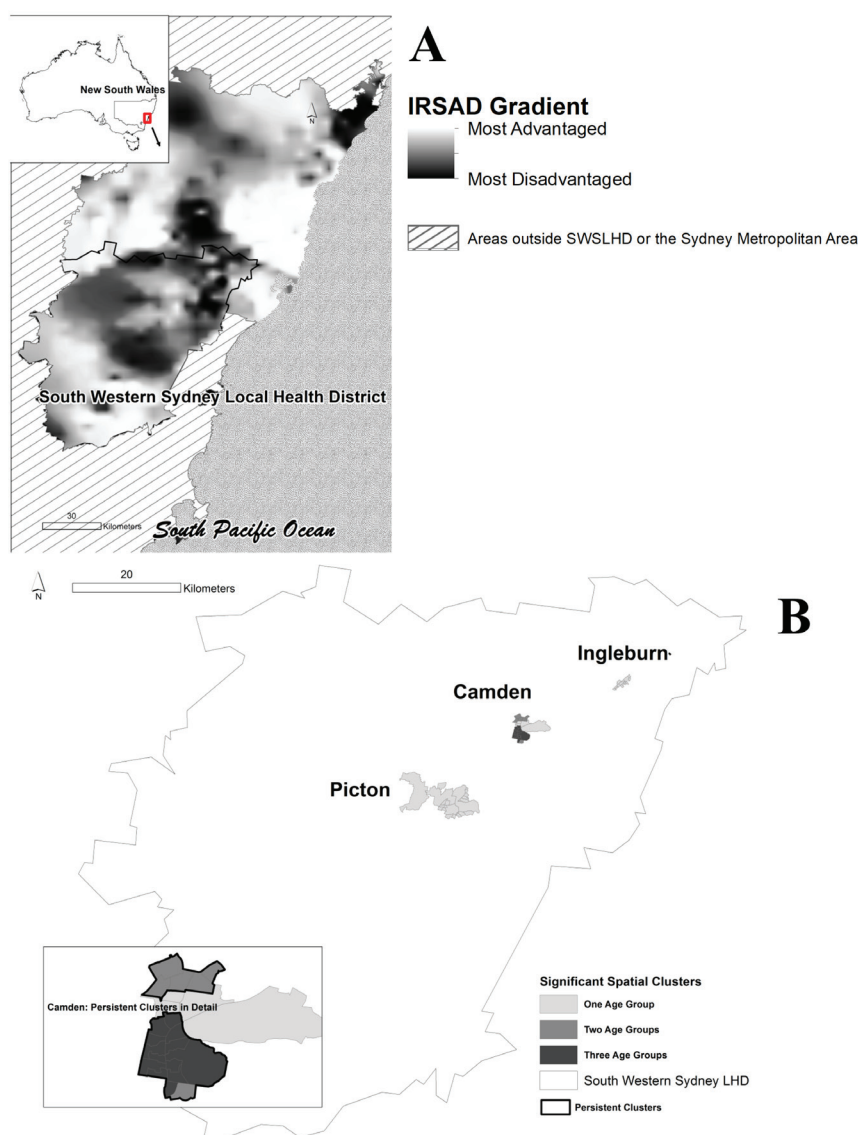 A
New South Wales
N
IRSAD Gradient
Most Advantaged
Most Disadvantaged
Areas outside SWSLHD or the Sydney Metropolitan Area
South Western Sydney Local Health District
30
Kilometers
South Pacific Ocean
B
N
20
Kilometers
Ingleburn
Camden
Picton
Camden: Persistent Clusters in Detail
Significant Spatial Clusters
One Age Group
Two Age Groups
Three Age Groups
South Western Sydney LHD
Persistent Clusters